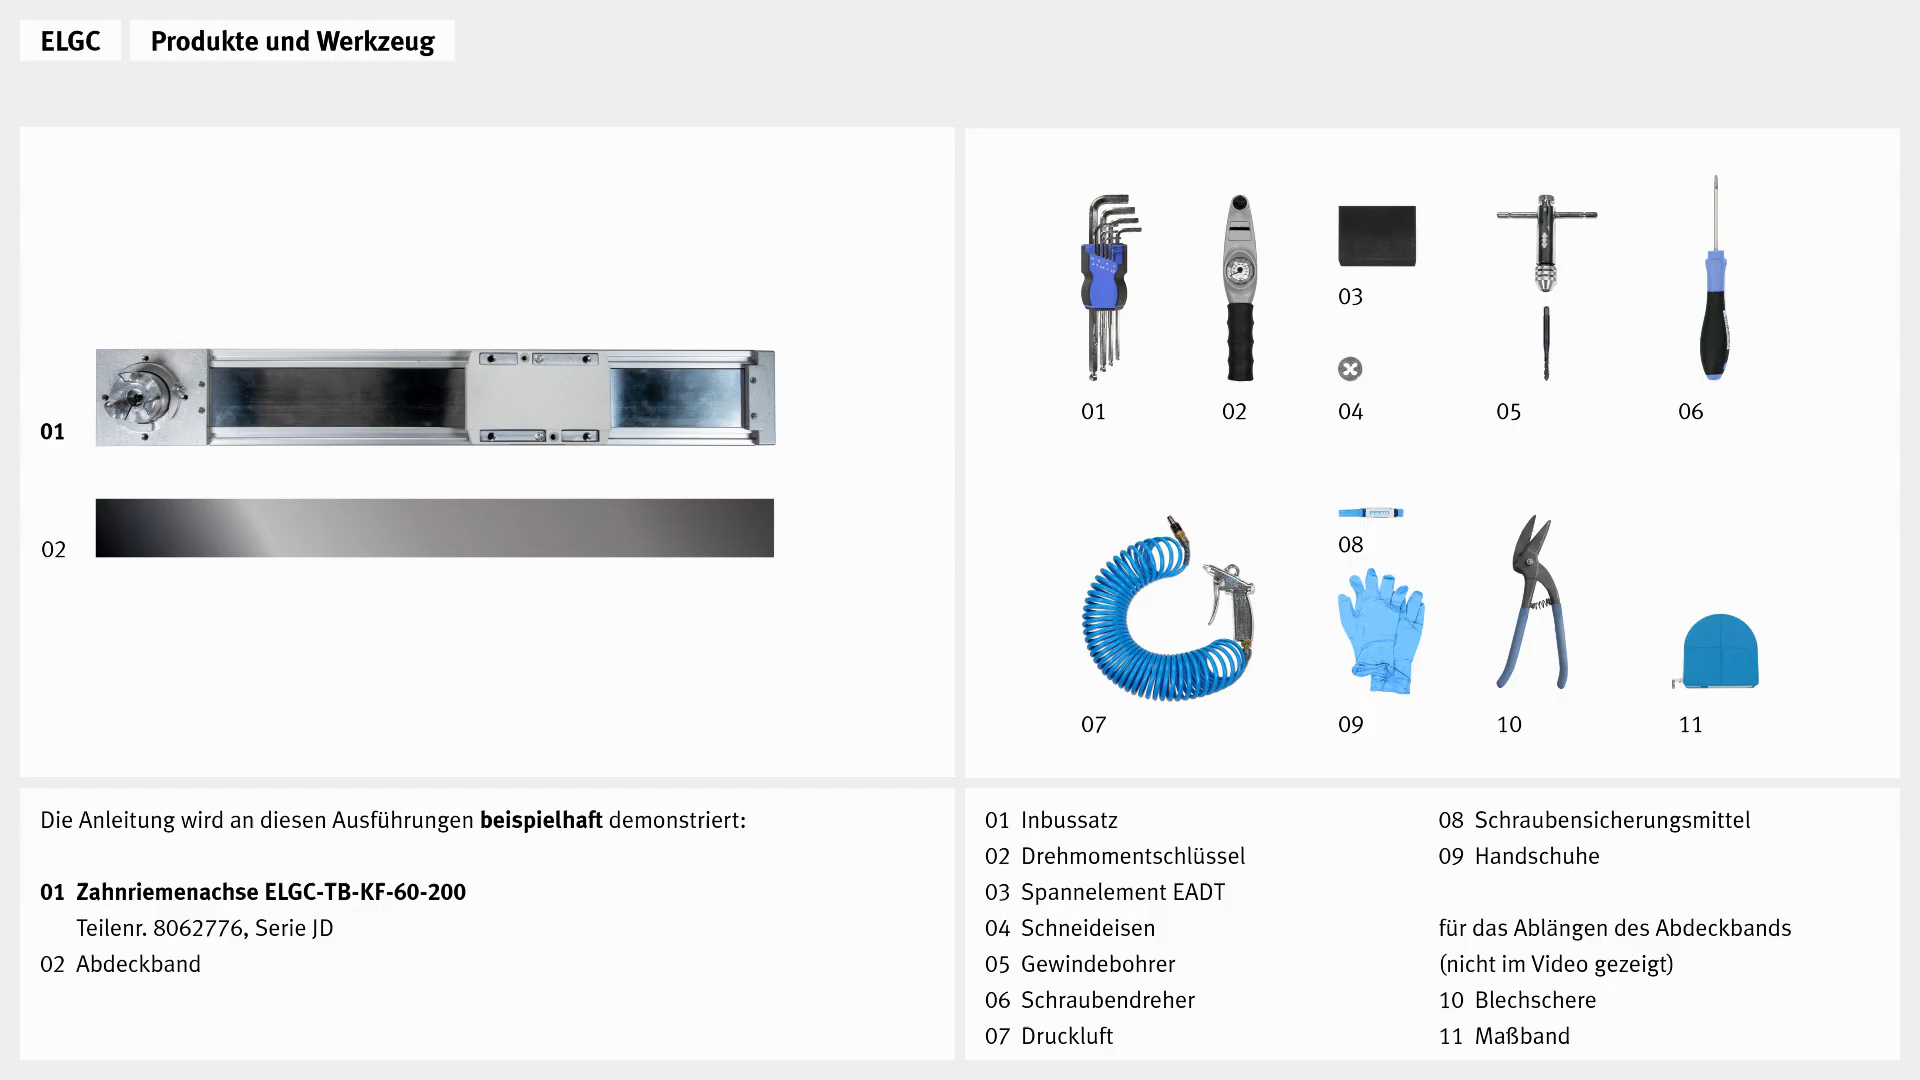 ELGC
Produkte und Werkzeug
01
02
01
02
03
04
05
06
07
08
09
10
11
Die Anleitung wird an diesen Ausführungen beispielhaft demonstriert:
01 Zahnriemenachse ELGC-TB-KF-60-200
Teilenr. 8062776, Serie JD
02 Abdeckband
01 Inbussatz
02 Drehmomentschlüssel
03 Spannelement EADT
04 Schneideisen
05 Gewindebohrer
06 Schraubendreher
07 Druckluft
08 Schraubensicherungsmittel
09 Handschuhe
für das Ablängen des Abdeckbands
(nicht im Video gezeigt)
10 Blechschere
11 Maßband